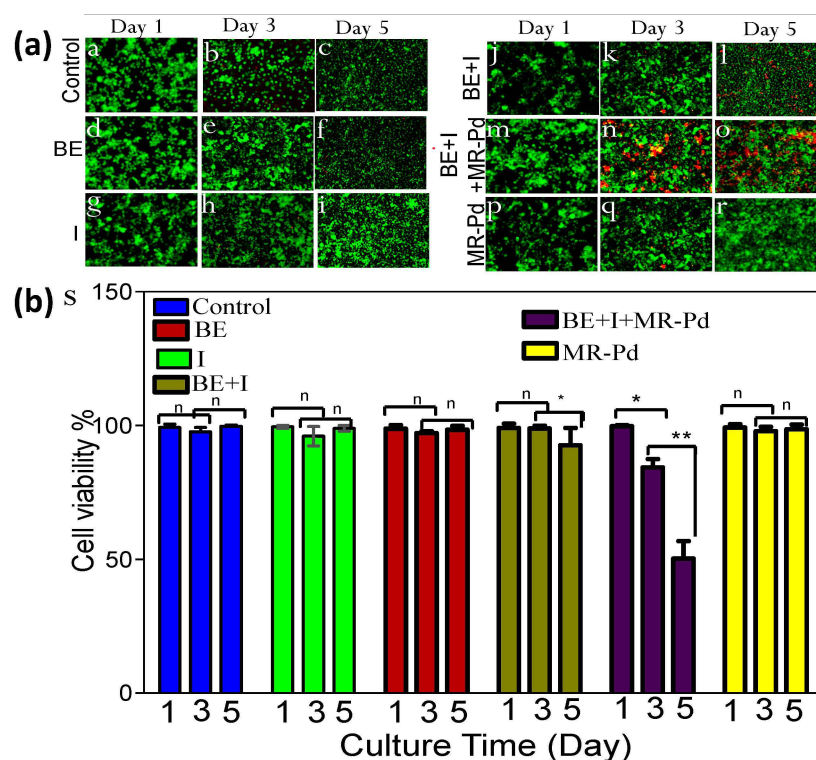 (a)
Day 1 Day 3 Day 5
Day 1 Day 3 Day 5
Control
a b c
BE
d e f
I
g h i
BE+I
j k l
BE+I
+MR-Pd
m n o
MR-Pd
p q r
(b)
s
150
100
50
0
Cell viability %
Control
BE
I
BE+I
BE+I+MR-Pd
MR-Pd
n n
n n
n n
n *
* **
n n
1 3 5 1 3 5 1 3 5 1 3 5 1 3 5 1 3 5
Culture Time (Day)